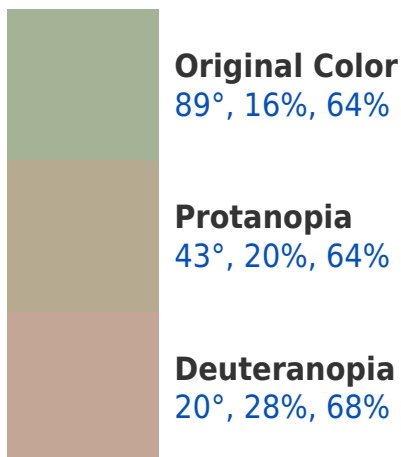 Original Color
89°, 16%, 64%
Protanopia
43°, 20%, 64%
Deuteranopia
20°, 28%, 68%